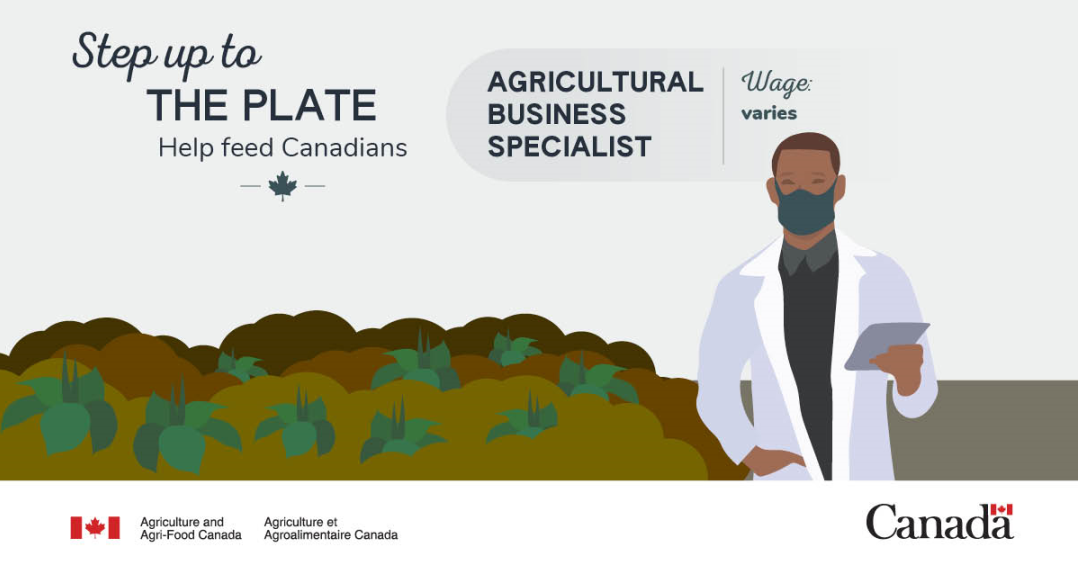 Step up to
THE PLATE
Help feed Canadians
AGRICULTURAL
BUSINESS
SPECIALIST
Wage:
varies
Agriculture and
Agri-Food Canada
Agriculture et
Agroalimentaire Canada
Canada